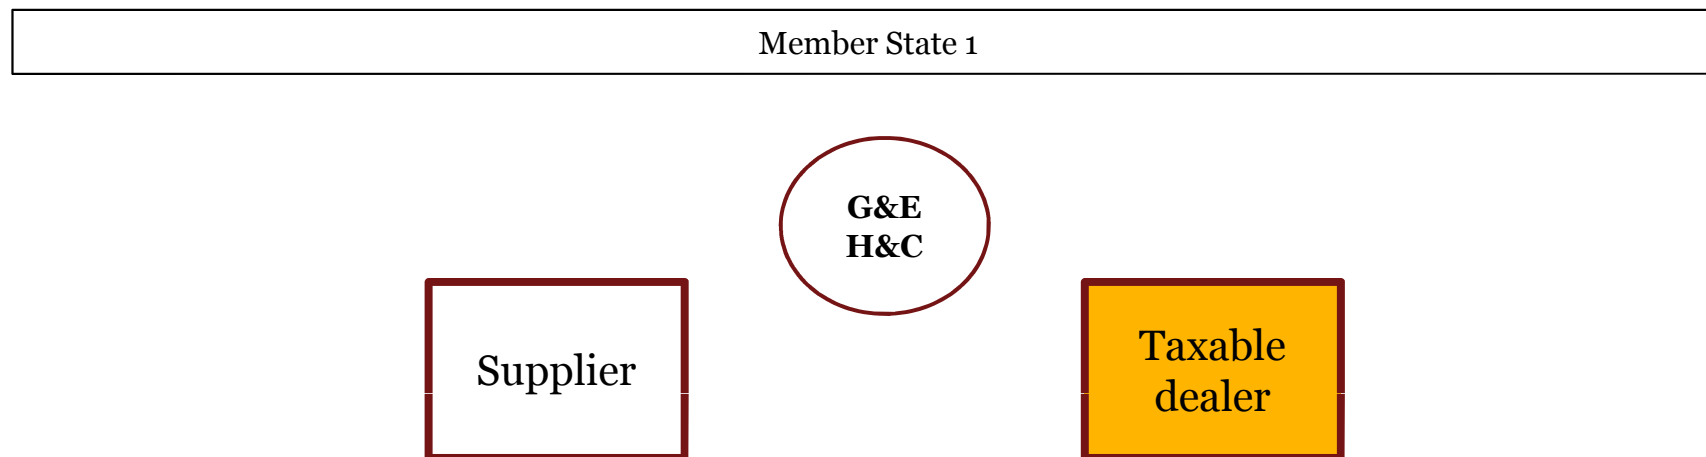 Member State 1
G&E
H&C
Supplier
Taxable
dealer